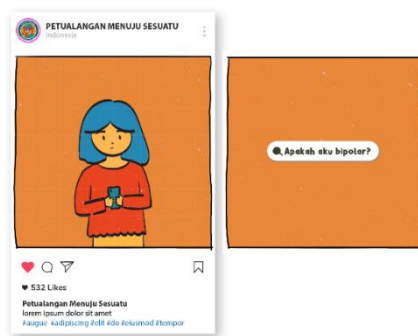 PETUALANGAN MENUJU SESUATU
Indonesia
Apakah aku bipolar?
532 Likes
Petualangan Menuju Sesuatu
lorem ipsum dolor sit amet
#augue #adipiscing #elit #do #eiusmod #tempor